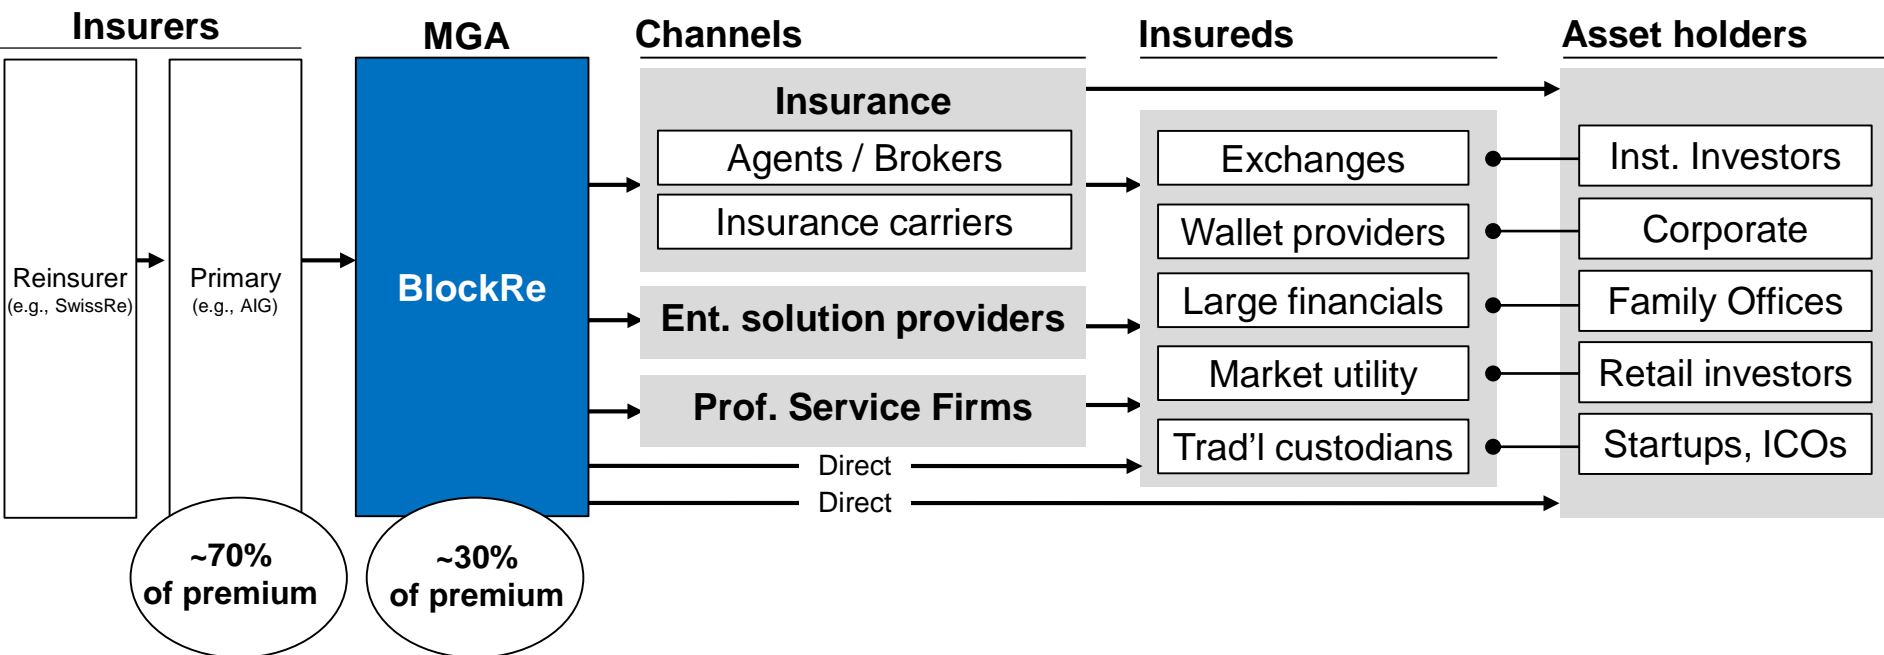 Insurers
MGA
Channels
Insureds
Asset holders
Reinsurer
(e.g., SwissRe)
Primary
(e.g., AIG)
~70%
of premium
BlockRe
~30%
of premium
Insurance
Agents / Brokers
Insurance carriers
Ent. solution providers
Prof. Service Firms
Direct
Direct
Exchanges
Wallet providers
Large financials
Market utility
Trad'l custodians
Inst. Investors
Corporate
Family Offices
Retail investors
Startups, ICOs